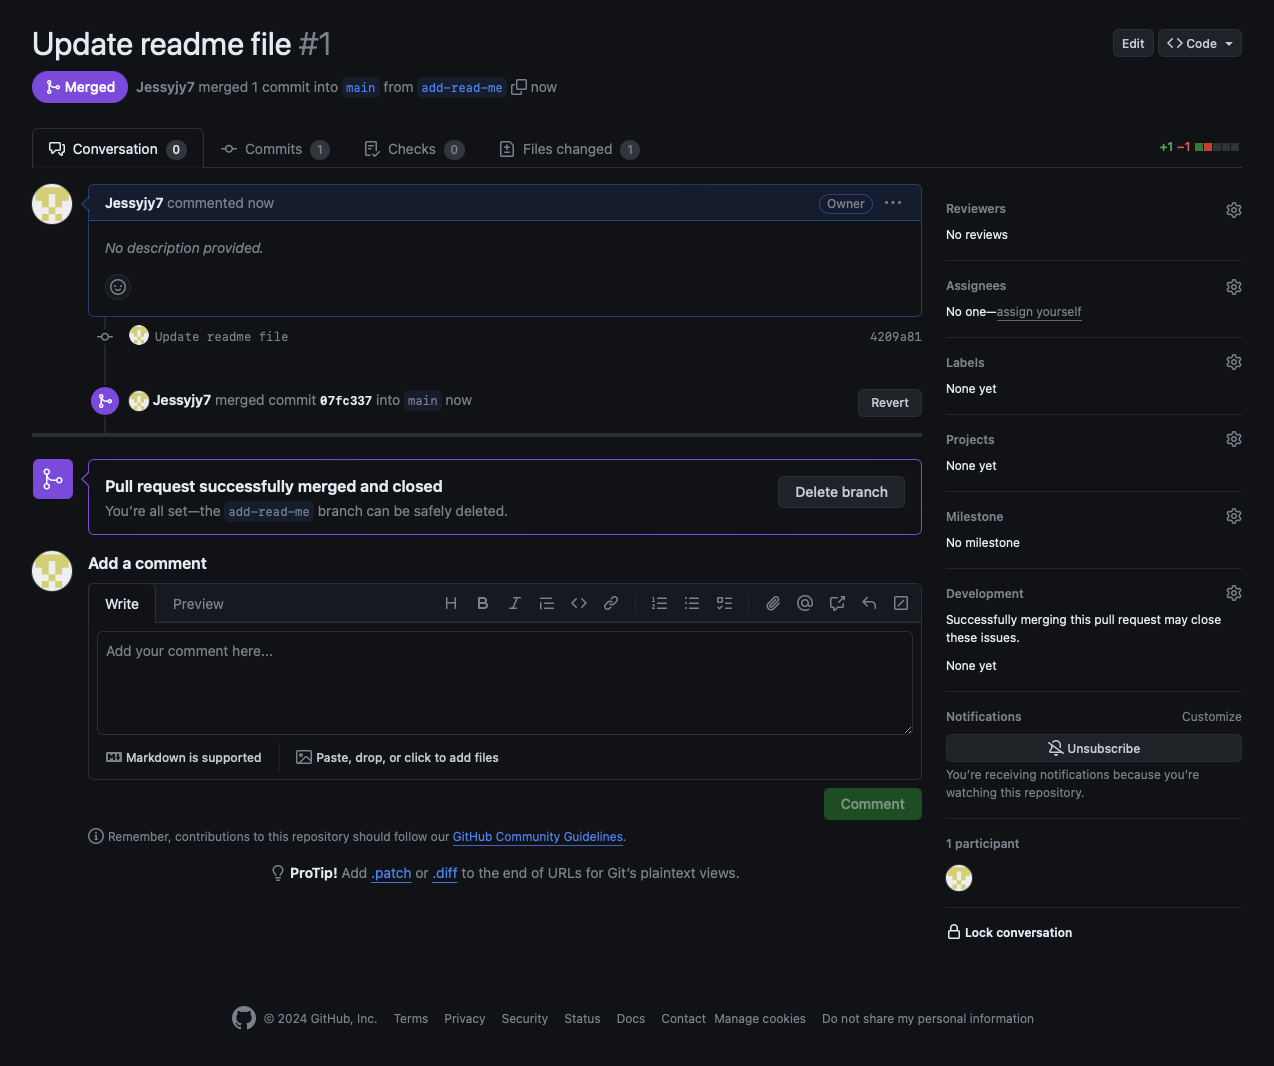 Update readme file #1
Edit
Code
Merged
Jessyjy7 merged 1 commit into main from add-read-me now
Conversation 0
Commits 1
Checks 0
Files changed 1
+1 −1
Jessyjy7 commented now
Owner
No description provided.
Update readme file
4209a81
Jessyjy7 merged commit 07fc337 into main now
Revert
Pull request successfully merged and closed
Delete branch
You’re all set—the add-read-me branch can be safely deleted.
Add a comment
Write
Preview
Add your comment here...
Markdown is supported
Paste, drop, or click to add files
Comment
Remember, contributions to this repository should follow our GitHub Community Guidelines.
ProTip! Add .patch or .diff to the end of URLs for Git’s plaintext views.
Reviewers
No reviews
Assignees
No one—assign yourself
Labels
None yet
Projects
None yet
Milestone
No milestone
Development
Successfully merging this pull request may close
these issues.
None yet
Notifications
Customize
Unsubscribe
You’re receiving notifications because you’re
watching this repository.
1 participant
Lock conversation
© 2024 GitHub, Inc.
Terms
Privacy
Security
Status
Docs
Contact
Manage cookies
Do not share my personal information